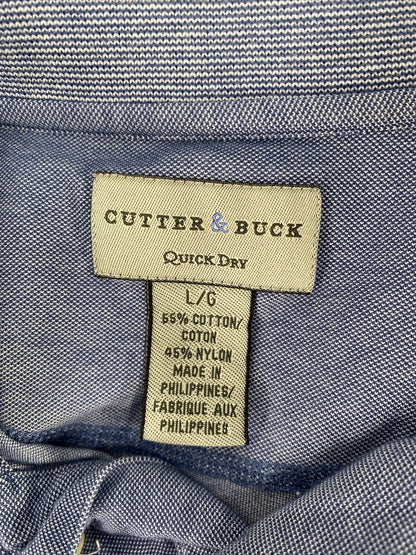 CUTTER & BUCK
QUICK DRY
L/G
55% COTTON/
COTON
45% NYLON
MADE IN
PHILIPPINES/
FABRIQUE AUX
PHILIPPINES